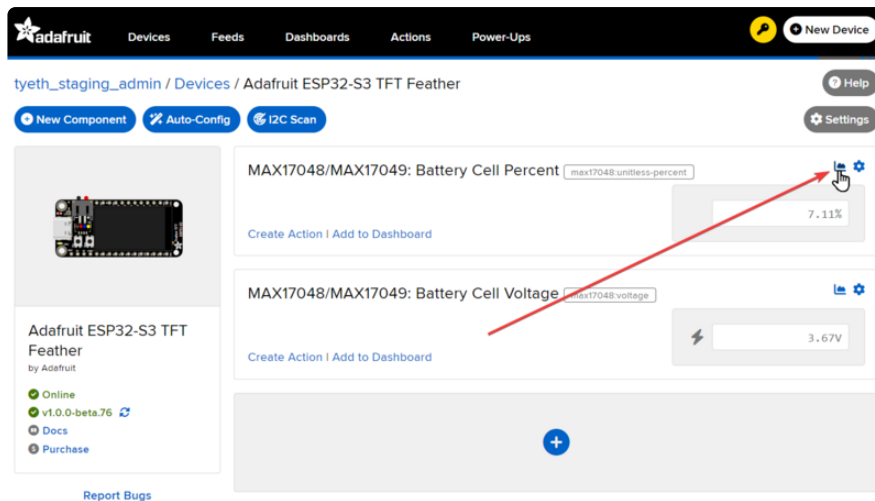 adafruit
Devices
Feeds
Dashboards
Actions
Power-Ups
New Device
tyeth_staging_admin / Devices / Adafruit ESP32-S3 TFT Feather
Help
New Component
Auto-Config
I2C Scan
Settings
MAX17048/MAX17049: Battery Cell Percent
max17048:unitless-percent
7.11%
Create Action | Add to Dashboard
MAX17048/MAX17049: Battery Cell Voltage
max17048:voltage
3.67V
Create Action | Add to Dashboard
Adafruit ESP32-S3 TFT
Feather
by Adafruit
Online
v1.0.0-beta.76
Docs
Purchase
Report Bugs